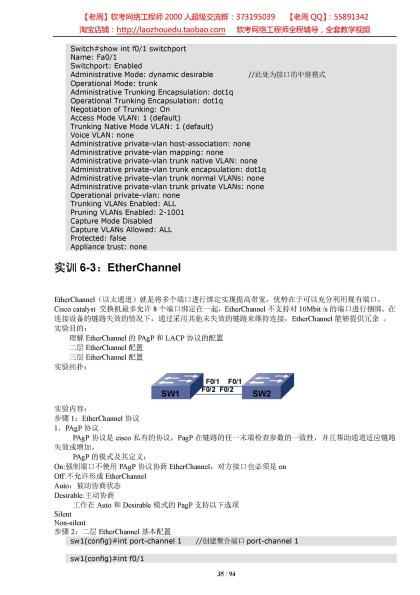 【老周】软考网络工程师 2000 人超级交流群：373195039 【老周 QQ】：55891342
淘宝店铺：http://laozhouedu.taobao.com 软考网络工程师全程辅导，全套教学视频
Switch#show int f0/1 switchport
Name: Fa0/1
Switchport: Enabled
Administrative Mode: dynamic desirable //此处为接口的中继模式
Operational Mode: trunk
Administrative Trunking Encapsulation: dot1q
Operational Trunking Encapsulation: dot1q
Negotiation of Trunking: On
Access Mode VLAN: 1 (default)
Trunking Native Mode VLAN: 1 (default)
Voice VLAN: none
Administrative private-vlan host-association: none
Administrative private-vlan mapping: none
Administrative private-vlan trunk native VLAN: none
Administrative private-vlan trunk encapsulation: dot1q
Administrative private-vlan trunk normal VLANs: none
Administrative private-vlan trunk private VLANs: none
Operational private-vlan: none
Trunking VLANs Enabled: ALL
Pruning VLANs Enabled: 2-1001
Capture Mode Disabled
Capture VLANs Allowed: ALL
Protected: false
Appliance trust: none
实训 6-3：EtherChannel
EtherChannel（以太通道）就是将多个端口进行绑定实现提高带宽，优势在于可以充分利用现有端口。
Cisco catalyst 交换机最多允许 8 个端口绑定在一起，EtherChannel 不支持对 10Mbit /s 的端口进行捆绑。在
连接设备的链路失效的情况下，通过采用其他未失效的链路来维持连接，EtherChannel 能够提供冗余 。
实验目的：
理解 EtherChannel 的 PAgP 和 LACP 协议的配置
二层 EtherChannel 配置
三层 EtherChannel 配置
实验拓扑：
F0/1 F0/1
F0/2 F0/2
SW1 SW2
实验内容：
步骤 1：EtherChannel 协议
1．PAgP 协议
PAgP 协议是 cisco 私有的协议，PagP 在链路的任一末端检查参数的一致性，并且帮助通道适应链路
失效或增加。
PAgP 的模式及其定义：
On:强制端口不使用 PAgP 协议协商 EtherChannel，对方接口也必须是 on
Off:不允许形成 EtherChannel
Auto：被动协商状态
Desirable:主动协商
工作在 Auto 和 Desirable 模式的 PagP 支持以下选项
Silent
Non-silent
步骤 2：二层 EtherChannel 基本配置
sw1(config)#int port-channel 1 //创建聚合端口 port-channel 1
sw1(config)#int f0/1
35 / 94